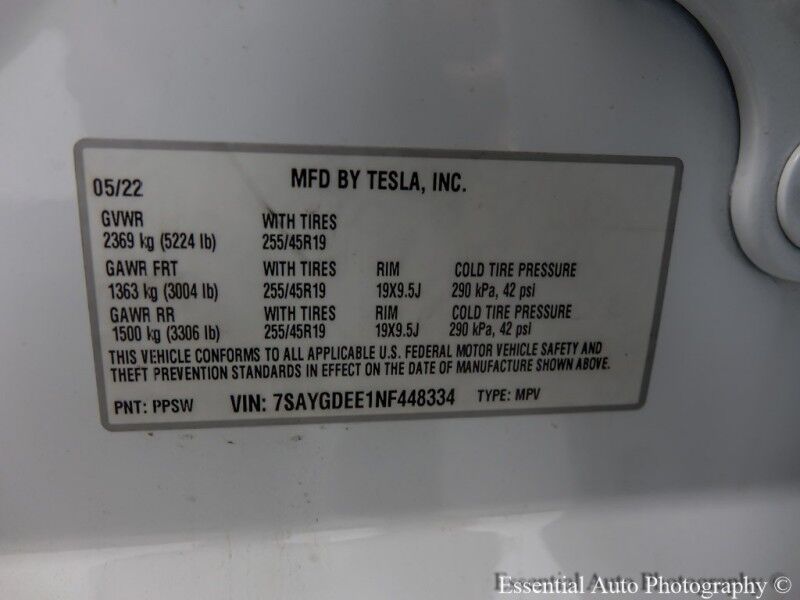 05/22 MFD BY TESLA, INC.
GVWR WITH TIRES
2369 kg (5224 lb) 255/45R19
GAWR FRT WITH TIRES RIM COLD TIRE PRESSURE
1363 kg (3004 lb) 255/45R19 19X9.5J 290 kPa, 42 psi
GAWR RR WITH TIRES RIM COLD TIRE PRESSURE
1500 kg (3306 lb) 255/45R19 19X9.5J 290 kPa, 42 psi
THIS VEHICLE CONFORMS TO ALL APPLICABLE U.S. FEDERAL MOTOR VEHICLE SAFETY AND
THEFT PREVENTION STANDARDS IN EFFECT ON THE DATE OF MANUFACTURE SHOWN ABOVE.
PNT: PPSW VIN: 7SAYGDEE1NF448334 TYPE: MPV
Essential Auto Photography ©